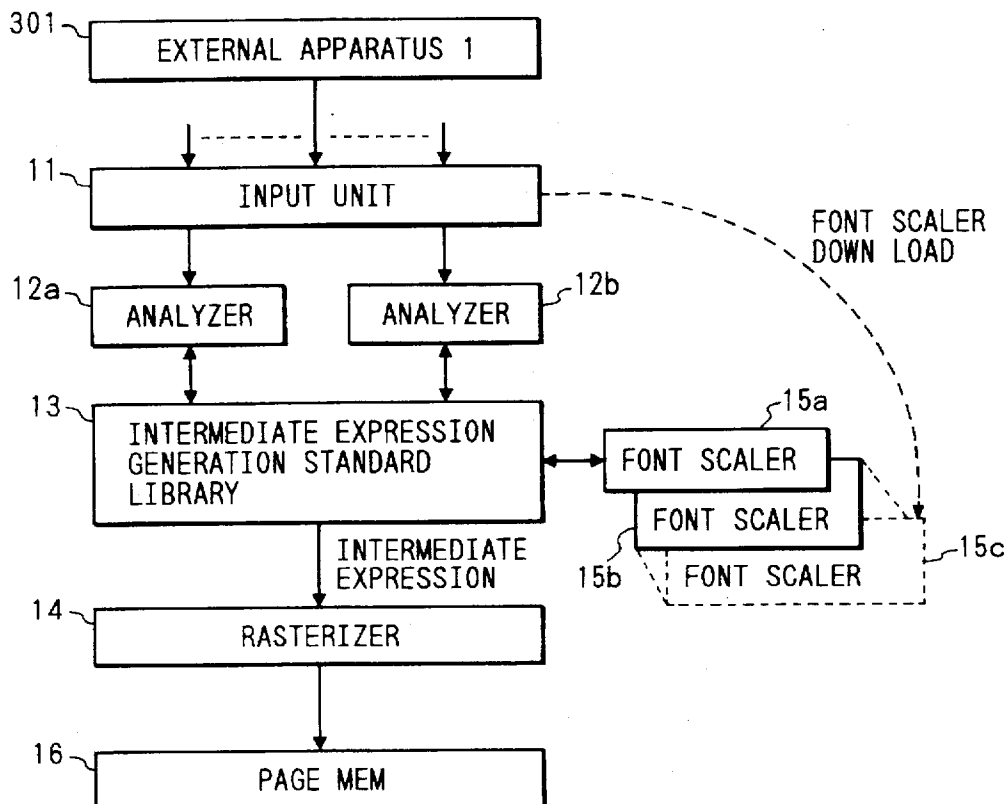 301
EXTERNAL APPARATUS 1
11
INPUT UNIT
FONT SCALER
DOWN LOAD
12a
ANALYZER
12b
ANALYZER
13
INTERMEDIATE EXPRESSION
GENERATION STANDARD
LIBRARY
15a
FONT SCALER
FONT SCALER
15b
FONT SCALER
15c
INTERMEDIATE
EXPRESSION
14
RASTERIZER
16
PAGE MEM